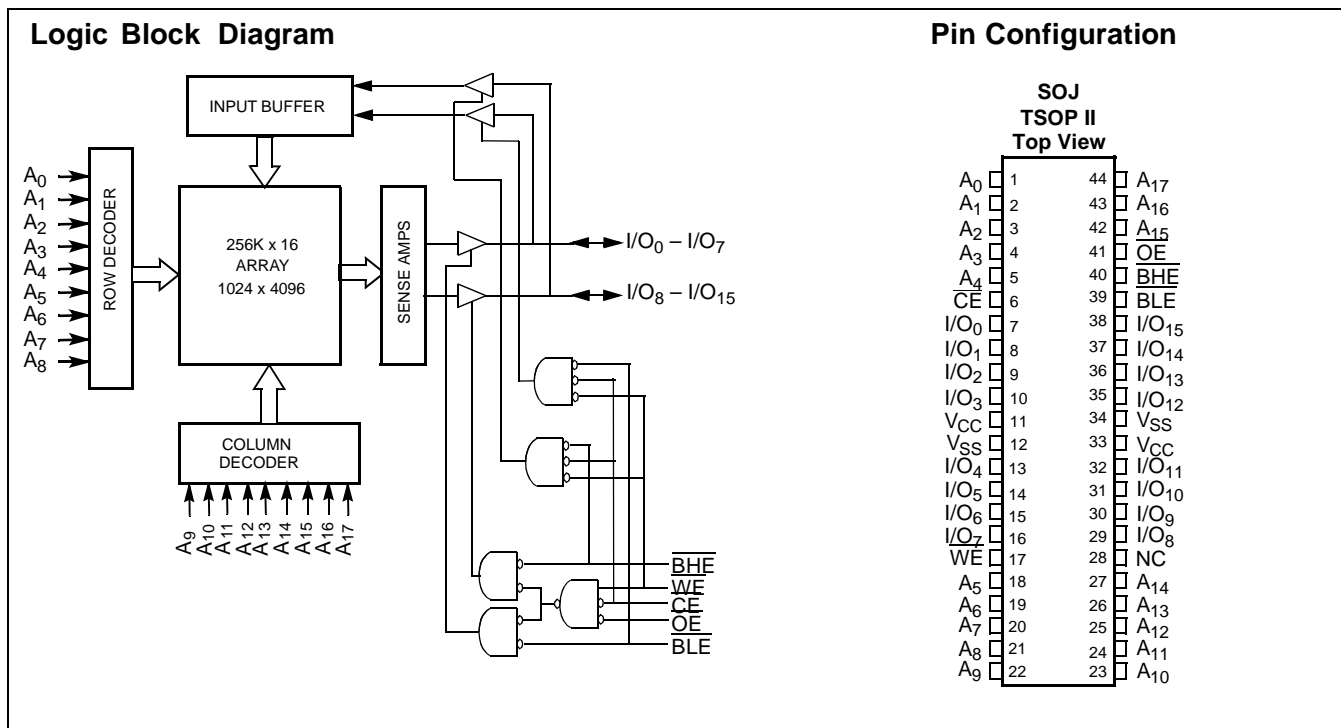 Logic Block Diagram
INPUT BUFFER
A0
A1
A2
A3
A4
A5
A6
A7
A8
ROW DECODER
256K x 16
ARRAY
1024 x 4096
SENSE AMPS
I/O0 – I/O7
I/O8 – I/O15
COLUMN
DECODER
A9
A10
A11
A12
A13
A14
A15
A16
A17
BHE
WE
CE
OE
BLE
Pin Configuration
SOJ
TSOP II
Top View
A0 1 44 A17
A1 2 43 A16
A2 3 42 A15
A3 4 41 OE
A4 5 40 BHE
CE 6 39 BLE
I/O0 7 38 I/O15
I/O1 8 37 I/O14
I/O2 9 36 I/O13
I/O3 10 35 I/O12
VCC 11 34 VSS
VSS 12 33 VCC
I/O4 13 32 I/O11
I/O5 14 31 I/O10
I/O6 15 30 I/O9
I/O7 16 29 I/O8
WE 17 28 NC
A5 18 27 A14
A6 19 26 A13
A7 20 25 A12
A8 21 24 A11
A9 22 23 A10